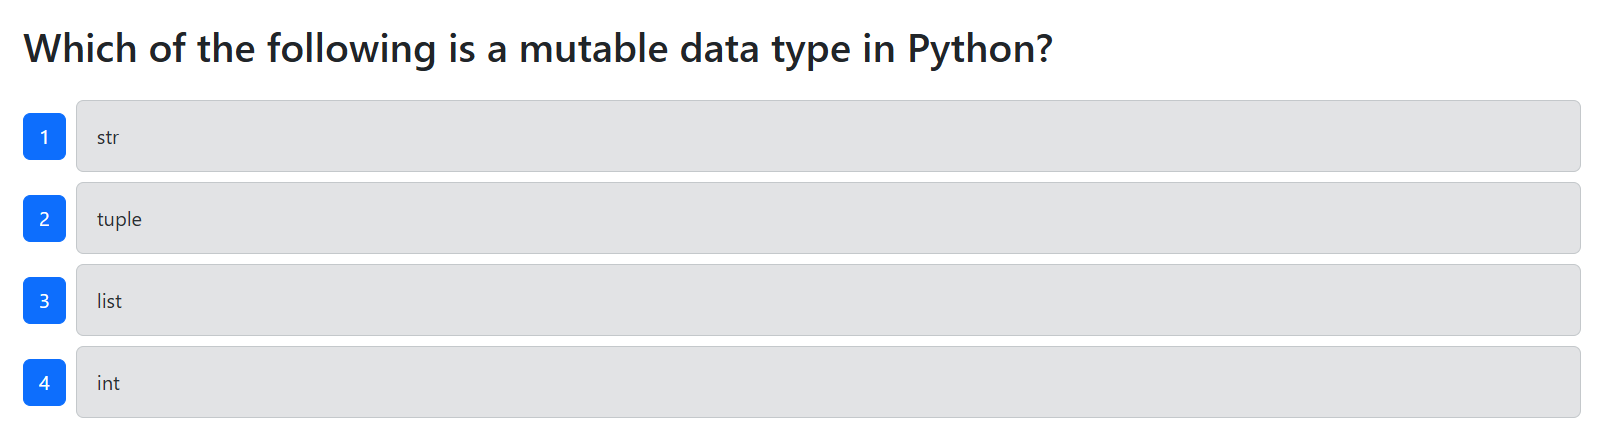 Which of the following is a mutable data type in Python?
1 str
2 tuple
3 list
4 int